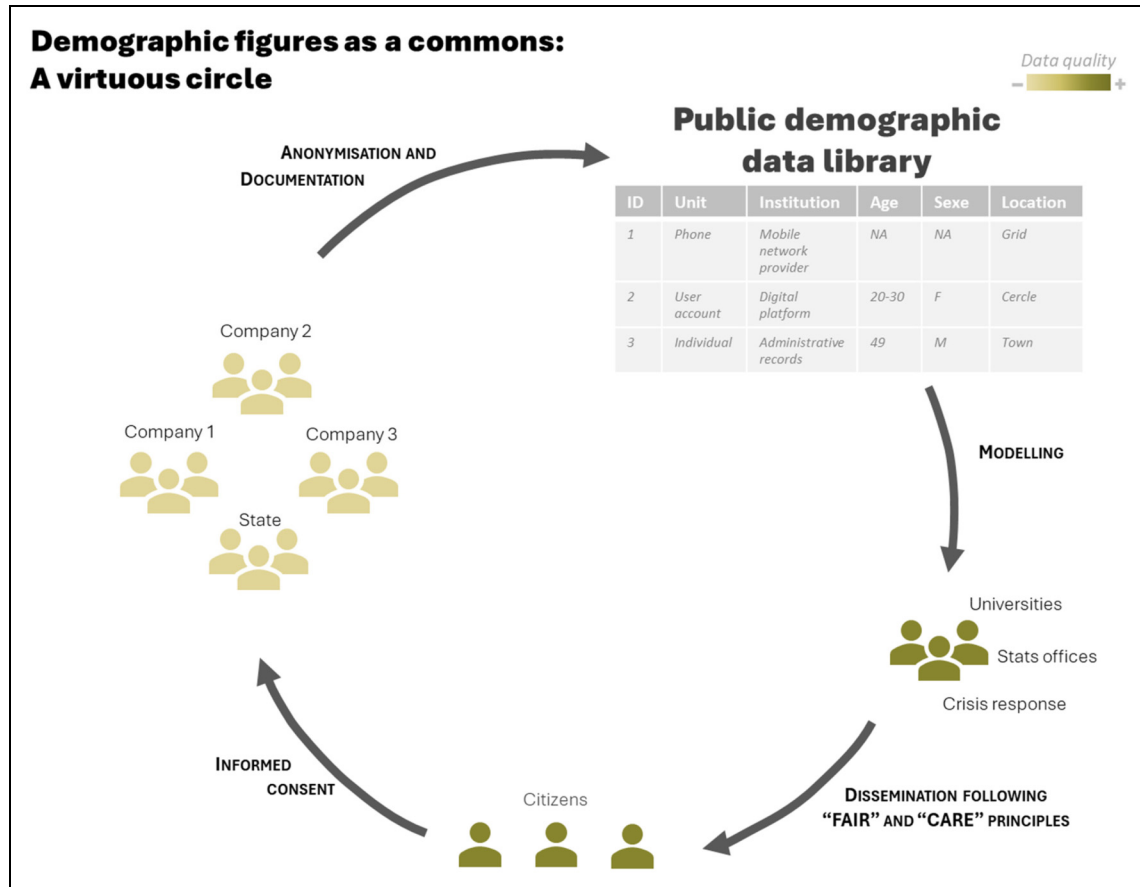 Demographic figures as a commons:
A virtuous circle
Data quality
− +
Public demographic
data library
ANONYMISATION AND
DOCUMENTATION
ID Unit Institution Age Sexe Location
1 Phone Mobile network provider NA NA Grid
2 User account Digital platform 20-30 F Cercle
3 Individual Administrative records 49 M Town
Company 2
Company 1
Company 3
State
MODELLING
Universities
Stats offices
Crisis response
INFORMED
CONSENT
Citizens
DISSEMINATION FOLLOWING
“FAIR” AND “CARE” PRINCIPLES